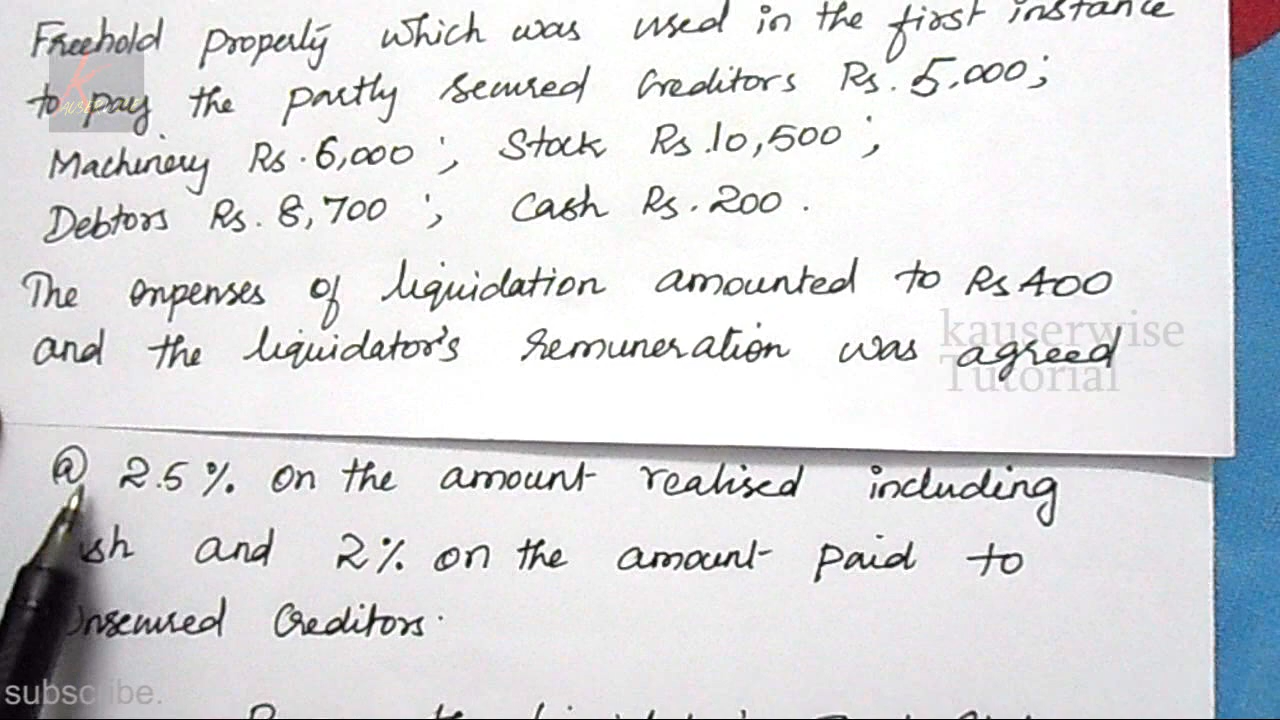 Freehold property which was used in the first instance
to pay the partly secured creditors Rs. 5,000;
Machinery Rs. 6,000; Stock Rs. 10,500;
Debtors Rs. 8,700; Cash Rs. 200.
The expenses of liquidation amounted to Rs 400
and the liquidator's remuneration was agreed
kauserwise
Tutorial
@ 2.5% on the amount realised including
sh and 2% on the amount paid to
unsecured creditors.
subscribe.